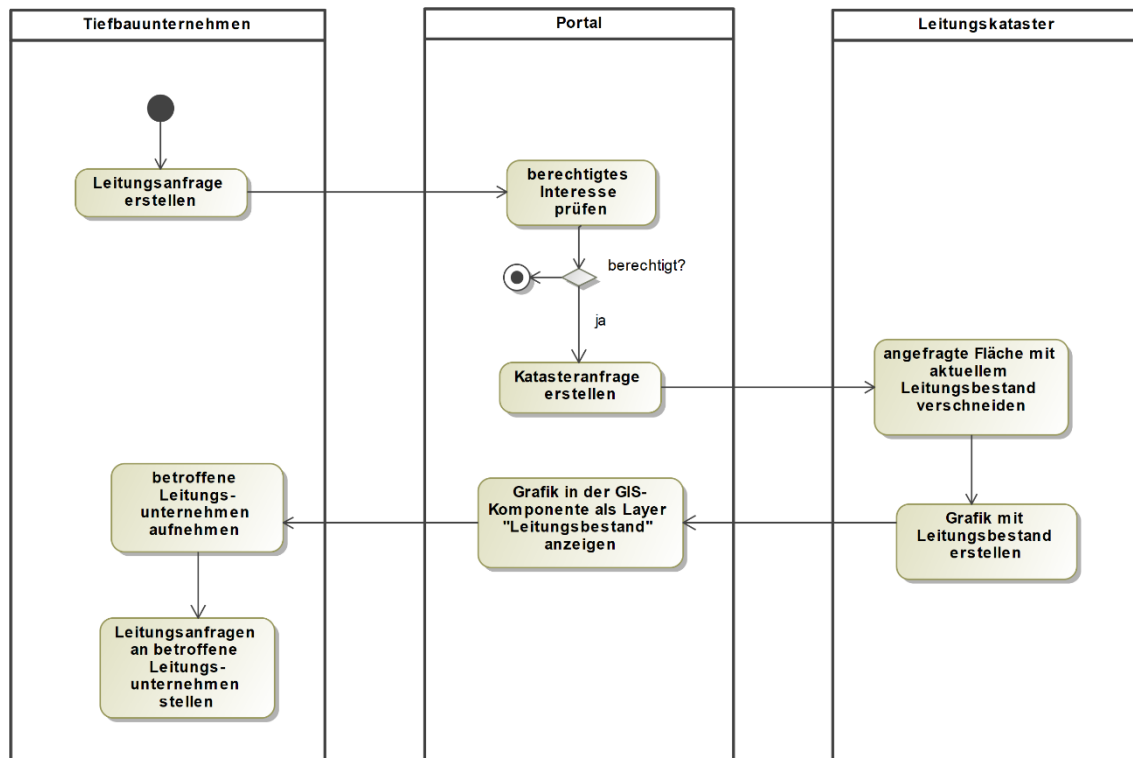 Tiefbauunternehmen
Portal
Leitungskataster
Leitungsanfrage
erstellen
berechtigtes
Interesse
prüfen
berechtigt?
ja
Katasteranfrage
erstellen
angefragte Fläche mit
aktuellem
Leitungsbestand
verschneiden
Grafik mit
Leitungsbestand
erstellen
Grafik in der GIS-
Komponente als Layer
"Leitungsbestand"
anzeigen
betroffene
Leitungs-
unternehmen
aufnehmen
Leitungsanfragen
an betroffene
Leitungs-
unternehmen
stellen